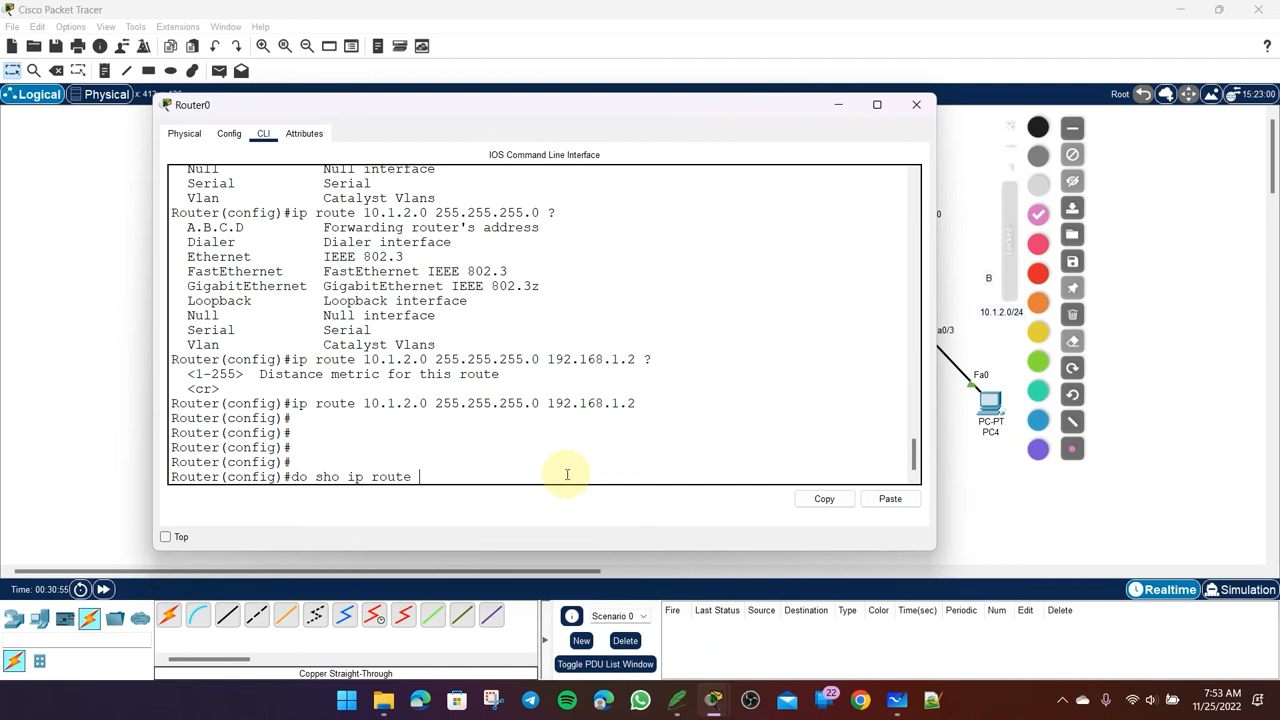 Cisco Packet Tracer
File Edit Options View Tools Extensions Window Help
Logical Physical x: 41
Root 15:23:00
Router0
Physical Config CLI Attributes
IOS Command Line Interface
Null Null interface
Serial Serial
Vlan Catalyst Vlans
Router(config)#ip route 10.1.2.0 255.255.255.0 ?
A.B.C.D Forwarding router's address
Dialer Dialer interface
Ethernet IEEE 802.3
FastEthernet FastEthernet IEEE 802.3
GigabitEthernet GigabitEthernet IEEE 802.3z
Loopback Loopback interface
Null Null interface
Serial Serial
Vlan Catalyst Vlans
Router(config)#ip route 10.1.2.0 255.255.255.0 192.168.1.2 ?
<1-255> Distance metric for this route
<cr>
Router(config)#ip route 10.1.2.0 255.255.255.0 192.168.1.2
Router(config)#
Router(config)#
Router(config)#
Router(config)#
Router(config)#do sho ip route
Copy Paste
Top
0
B
10.1.2.0/24
a0/3
Fa0
PC-PT
PC4
Time: 00:30:55
Realtime Simulation
Scenario 0
New Delete
Toggle PDU List Window
Fire Last Status Source Destination Type Color Time(sec) Periodic Num Edit Delete
Copper Straight-Through
22
7:53 AM
11/25/2022